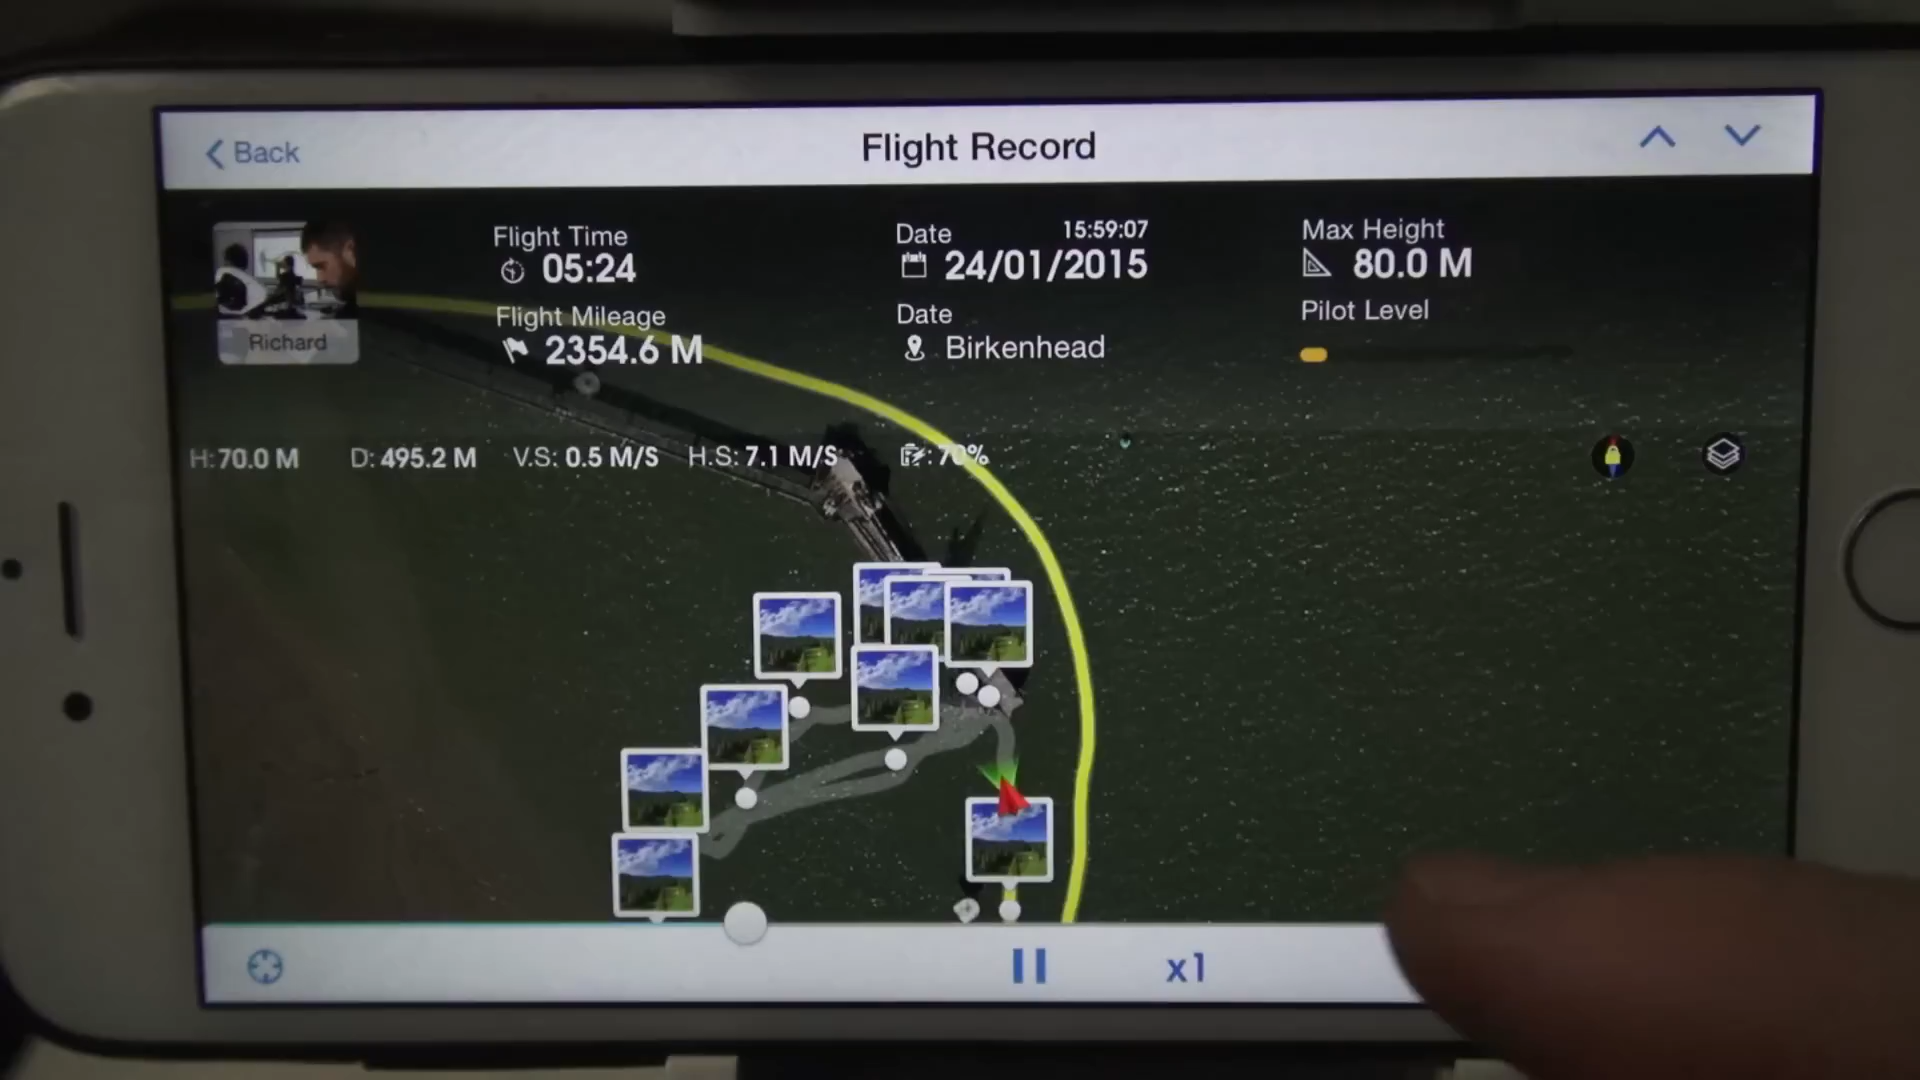 Back
Flight Record
Richard
Flight Time
05:24
Flight Mileage
2354.6 M
Date 15:59:07
24/01/2015
Date
Birkenhead
Max Height
80.0 M
Pilot Level
H: 70.0 M D: 495.2 M V.S: 0.5 M/S H.S: 7.1 M/S : 70%
x1